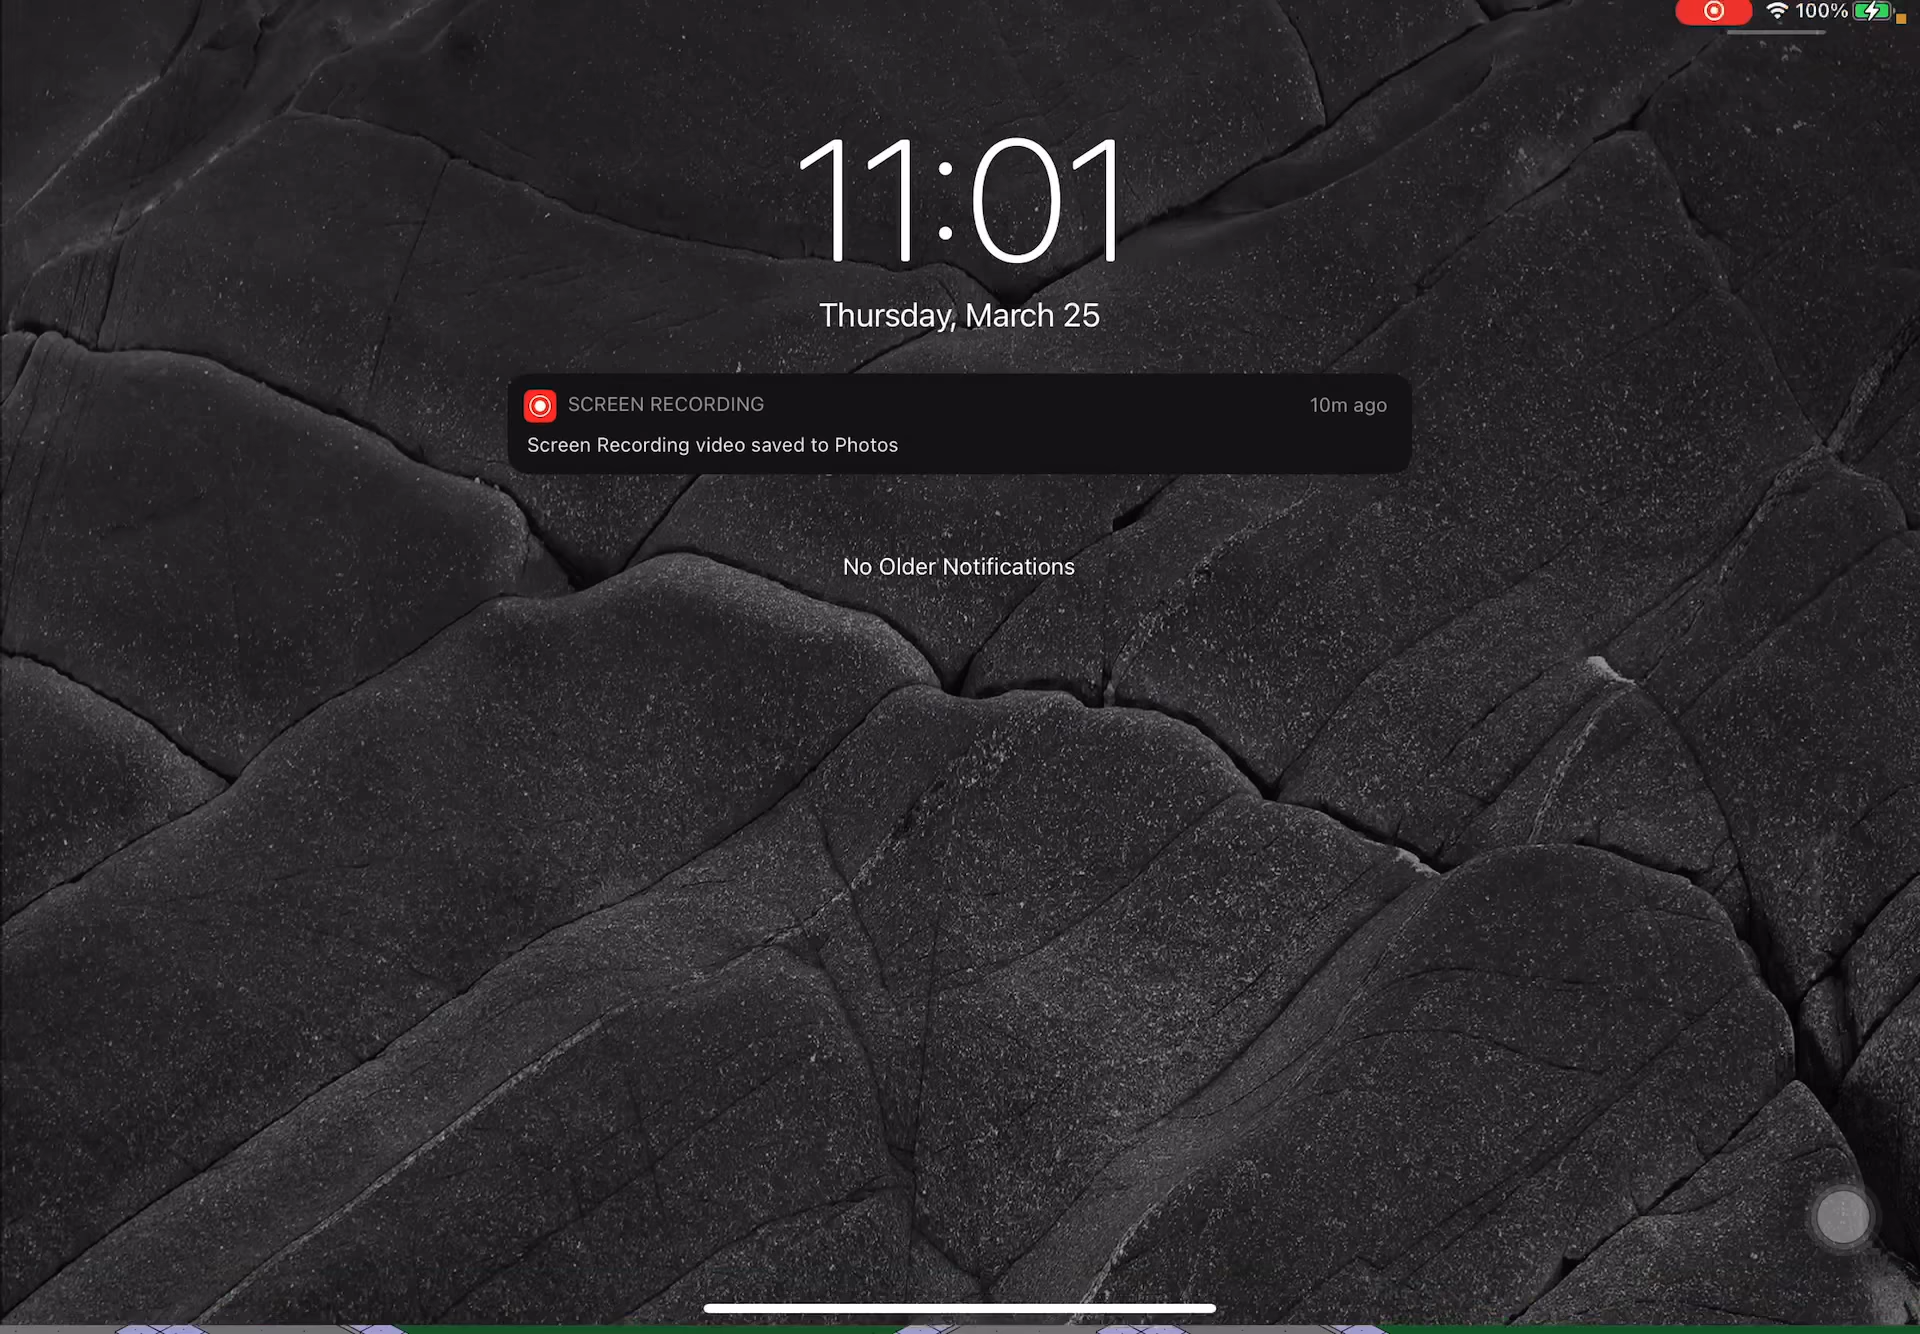 100%
11:01
Thursday, March 25
SCREEN RECORDING
10m ago
Screen Recording video saved to Photos
No Older Notifications